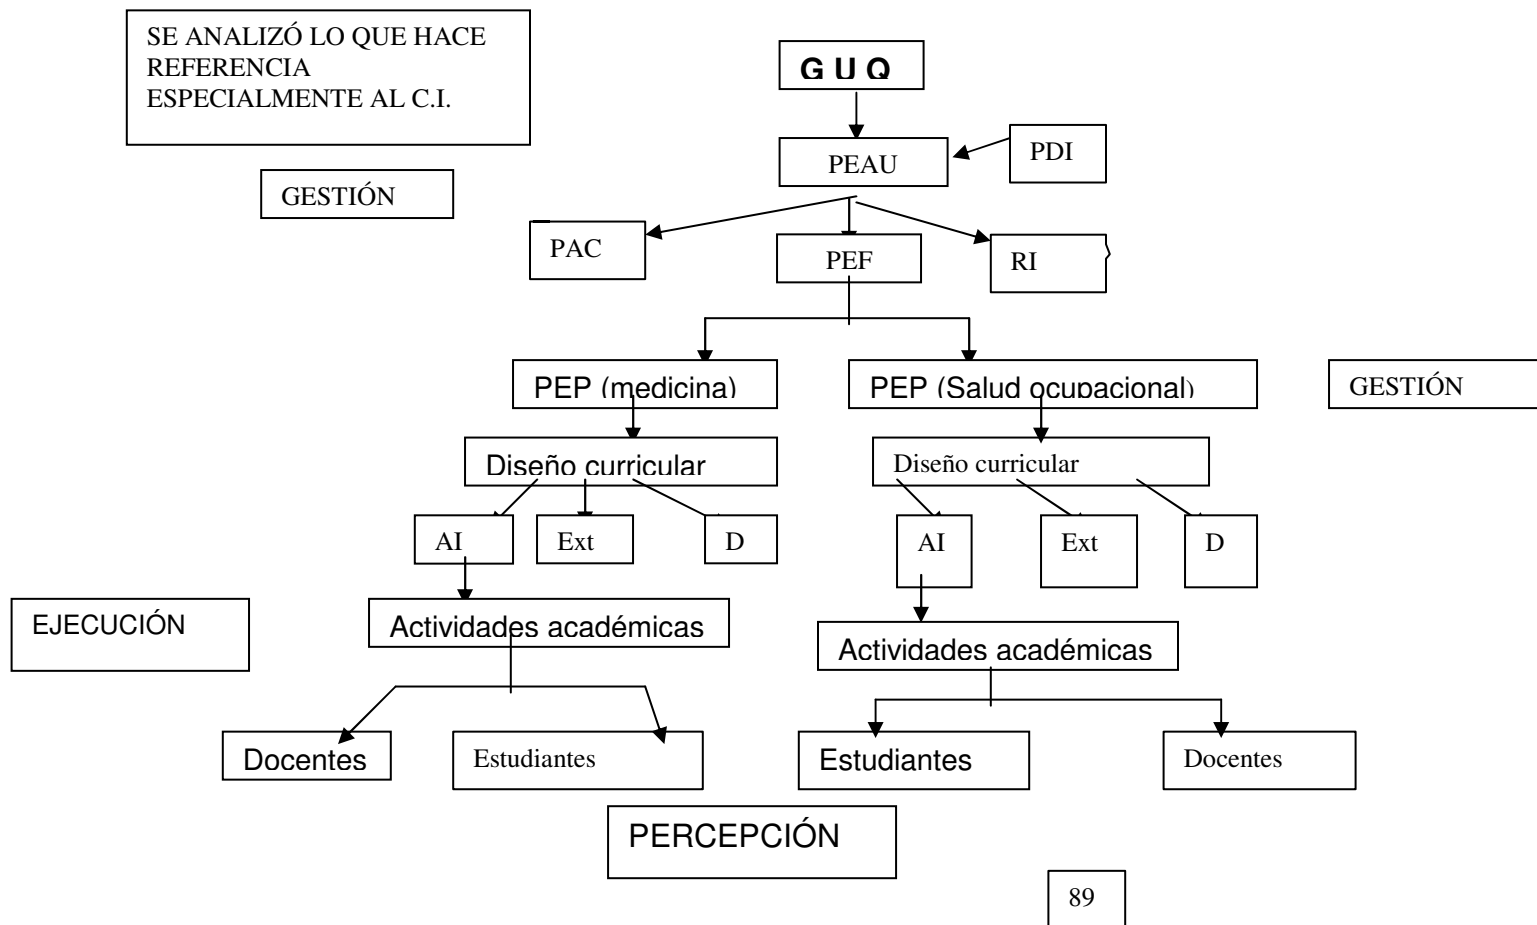 SE ANALIZÓ LO QUE HACE
REFERENCIA
ESPECIALMENTE AL C.I.
G U Q
PEAU
PDI
GESTIÓN
PAC
PEF
RI
PEP (medicina)
PEP (Salud ocupacional)
GESTIÓN
Diseño curricular
Diseño curricular
AI
Ext
D
AI
Ext
D
EJECUCIÓN
Actividades académicas
Actividades académicas
Docentes
Estudiantes
Estudiantes
Docentes
PERCEPCIÓN
89